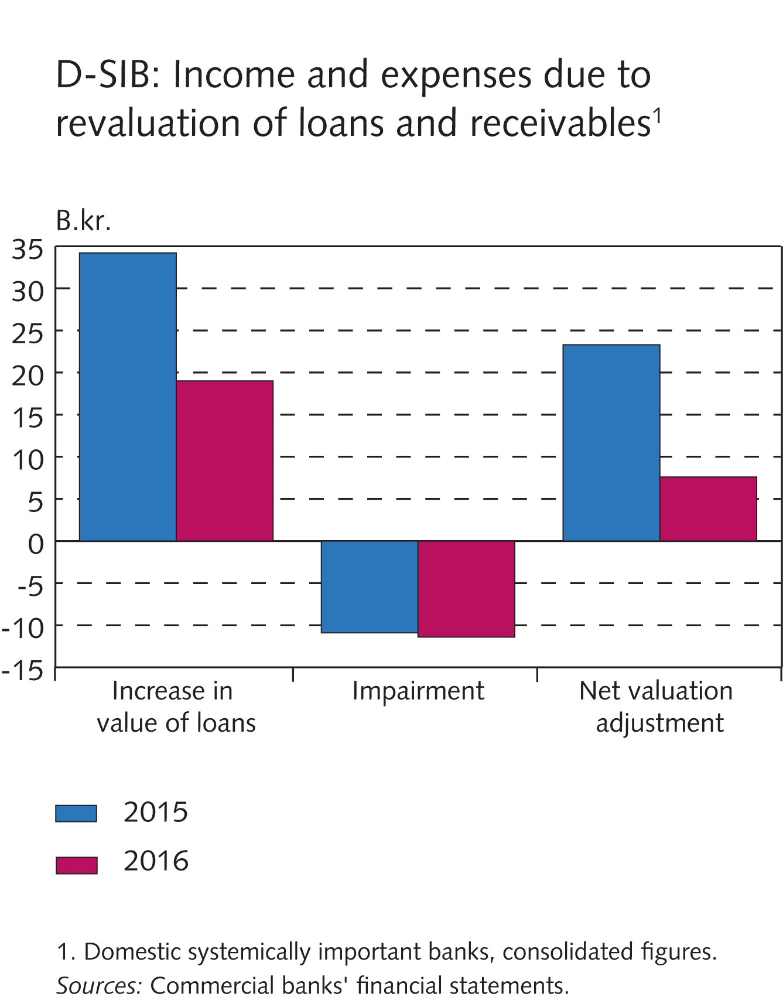 D-SIB: Income and expenses due to
revaluation of loans and receivables¹
B.kr.
35
30
25
20
15
10
5
0
-5
-10
-15
Increase in
value of loans
Impairment
Net valuation
adjustment
2015
2016
1. Domestic systemically important banks, consolidated figures.
Sources: Commercial banks' financial statements.